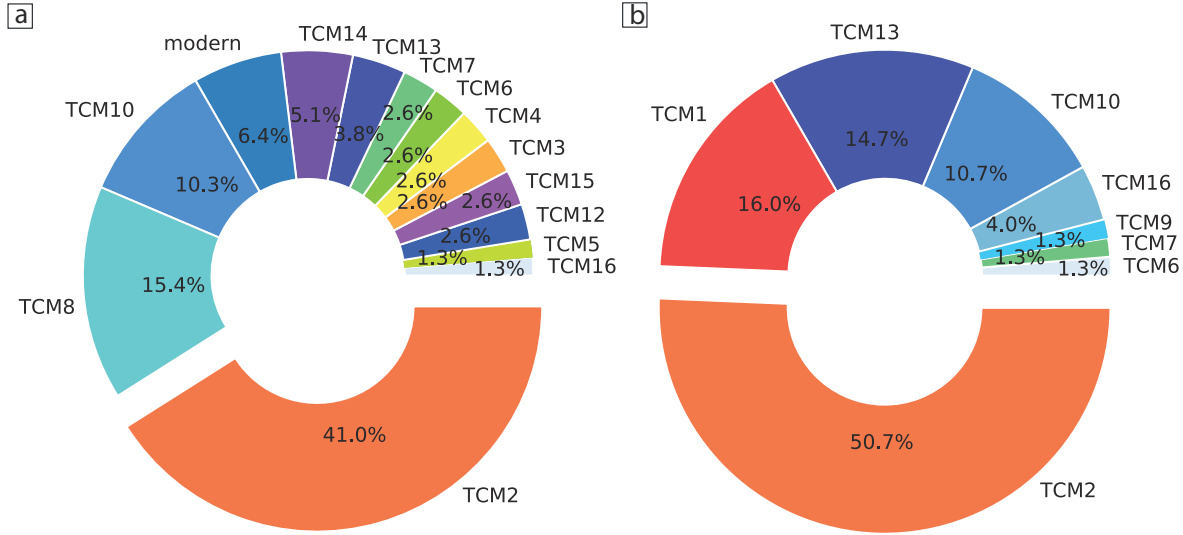 a
b
TCM14
TCM13
modern
TCM7
TCM6
TCM10
TCM4
TCM3
TCM15
TCM12
TCM5
TCM16
TCM8
TCM2
5.1%
3.8%
2.6%
6.4%
2.6%
2.6%
2.6%
2.6%
10.3%
2.6%
1.3%
1.3%
15.4%
41.0%
TCM13
TCM10
TCM1
TCM16
TCM9
TCM7
TCM6
TCM2
14.7%
10.7%
16.0%
4.0%
1.3%
1.3%
1.3%
50.7%